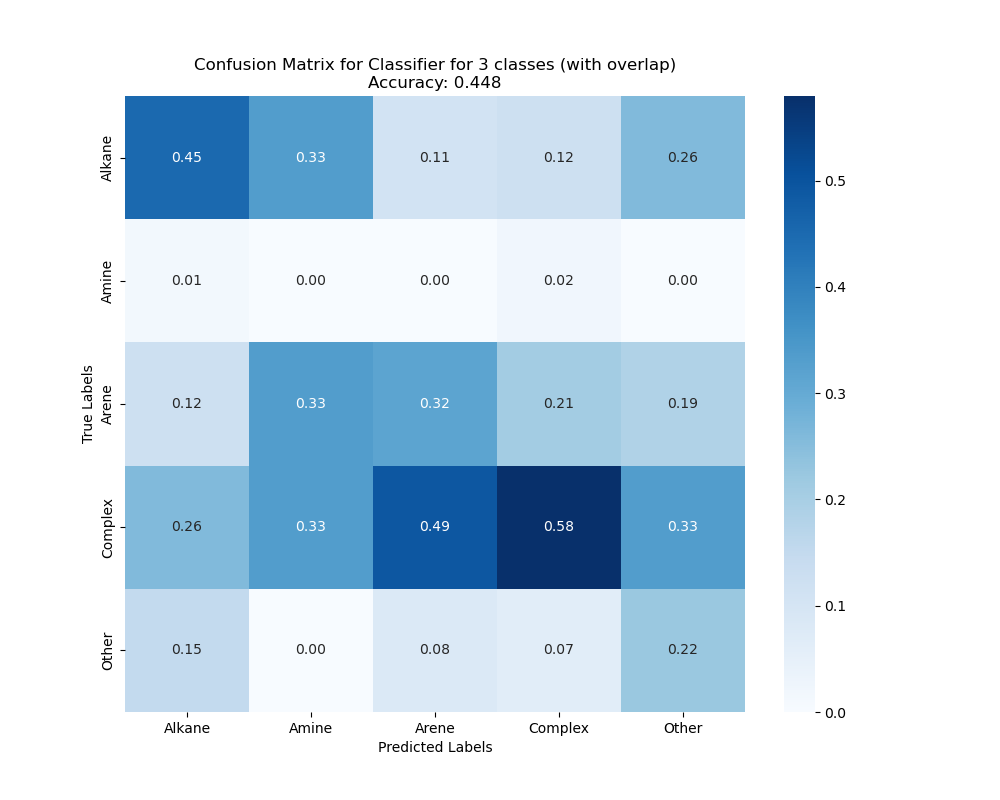 Confusion Matrix for Classifier for 3 classes (with overlap)
Accuracy: 0.448
True Labels
Alkane 0.45 0.33 0.11 0.12 0.26
Amine 0.01 0.00 0.00 0.02 0.00
Arene 0.12 0.33 0.32 0.21 0.19
Complex 0.26 0.33 0.49 0.58 0.33
Other 0.15 0.00 0.08 0.07 0.22
Alkane Amine Arene Complex Other
Predicted Labels
0.5
0.4
0.3
0.2
0.1
0.0